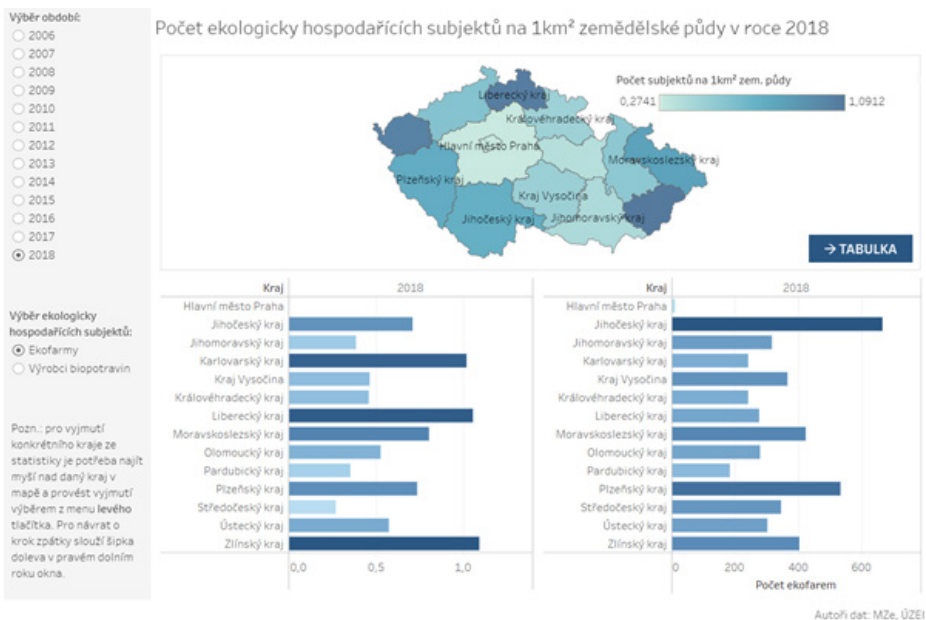 Výběr období:
2006
2007
2008
2009
2010
2011
2012
2013
2014
2015
2016
2017
2018
Výběr ekologicky
hospodařících subjektů:
Ekofarmy
Výrobci biopotravin
Pozn.: pro vyjmutí
konkrétního kraje ze
statistiky je potřeba najít
myší nad daný kraj v
mapě a provést vyjmutí
výběrem z menu levého
tlačítka. Pro návrat o
krok zpátky slouží šipka
doleva v pravém dolním
roku okna.
Počet ekologicky hospodařících subjektů na 1km² zemědělské půdy v roce 2018
Počet subjektů na 1km² zem. půdy
0,2741
1,0912
Liberecký kraj
Královéhradecký kraj
Hlavní město Praha
Moravskoslezský kraj
Plzeňský kraj
Kraj Vysočina
Jihočeský kraj
Jihomoravský kraj
→ TABULKA
Kraj 2018
Hlavní město Praha
Jihočeský kraj
Jihomoravský kraj
Karlovarský kraj
Kraj Vysočina
Královéhradecký kraj
Liberecký kraj
Moravskoslezský kraj
Olomoucký kraj
Pardubický kraj
Plzeňský kraj
Středočeský kraj
Ústecký kraj
Zlínský kraj
0,0 0,5 1,0
Kraj 2018
Hlavní město Praha
Jihočeský kraj
Jihomoravský kraj
Karlovarský kraj
Kraj Vysočina
Královéhradecký kraj
Liberecký kraj
Moravskoslezský kraj
Olomoucký kraj
Pardubický kraj
Plzeňský kraj
Středočeský kraj
Ústecký kraj
Zlínský kraj
0 200 400 600
Počet ekofarem
Autoři dat: MZe, ÚZEI